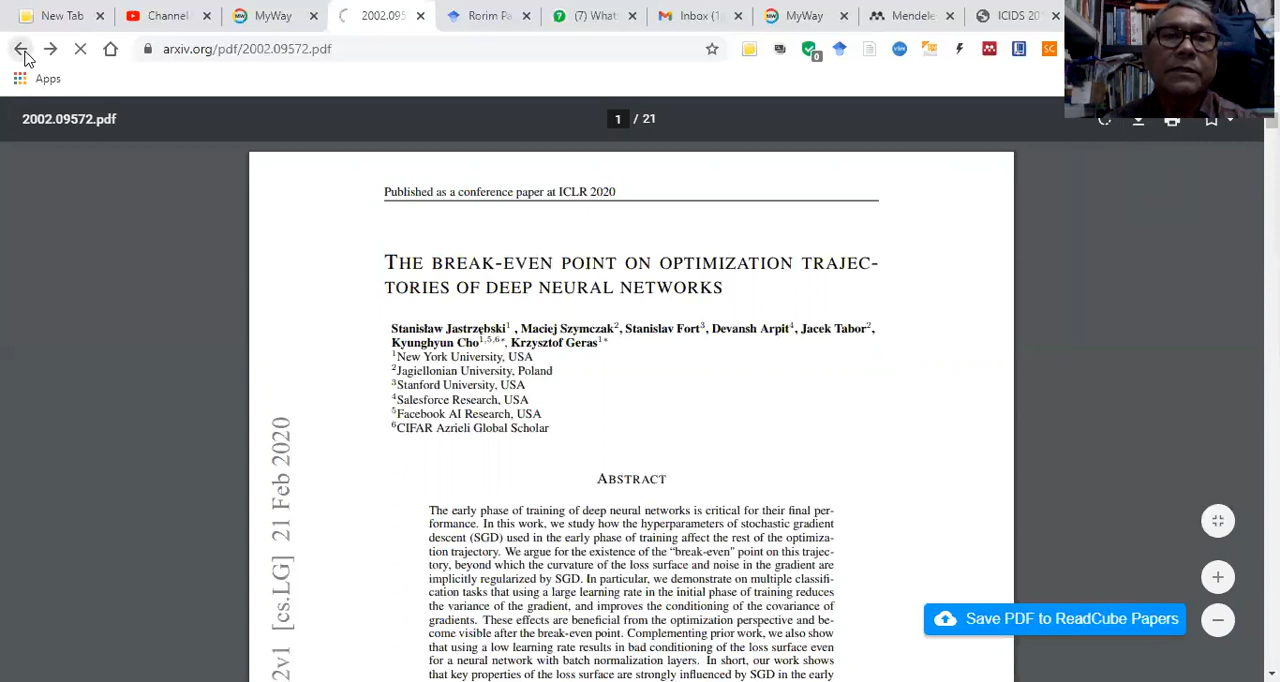 New Tab
Channel
MyWay
2002.095
Rorim Pa
(7) What
Inbox (1
MyWay
Mendele
ICIDS 20
arxiv.org/pdf/2002.09572.pdf
0
SC
Apps
2002.09572.pdf
1 / 21
Published as a conference paper at ICLR 2020
THE BREAK-EVEN POINT ON OPTIMIZATION TRAJEC-
TORIES OF DEEP NEURAL NETWORKS
Stanisław Jastrzębski1 , Maciej Szymczak2, Stanislav Fort3, Devansh Arpit4, Jacek Tabor2,
Kyunghyun Cho1,5,6*, Krzysztof Geras1*
1New York University, USA
2Jagiellonian University, Poland
3Stanford University, USA
4Salesforce Research, USA
5Facebook AI Research, USA
6CIFAR Azrieli Global Scholar
ABSTRACT
The early phase of training of deep neural networks is critical for their final per-
formance. In this work, we study how the hyperparameters of stochastic gradient
descent (SGD) used in the early phase of training affect the rest of the optimiza-
tion trajectory. We argue for the existence of the “break-even" point on this trajec-
tory, beyond which the curvature of the loss surface and noise in the gradient are
implicitly regularized by SGD. In particular, we demonstrate on multiple classifi-
cation tasks that using a large learning rate in the initial phase of training reduces
the variance of the gradient, and improves the conditioning of the covariance of
gradients. These effects are beneficial from the optimization perspective and be-
come visible after the break-even point. Complementing prior work, we also show
that using a low learning rate results in bad conditioning of the loss surface even
for a neural network with batch normalization layers. In short, our work shows
that key properties of the loss surface are strongly influenced by SGD in the early
2v1 [cs.LG] 21 Feb 2020
Save PDF to ReadCube Papers